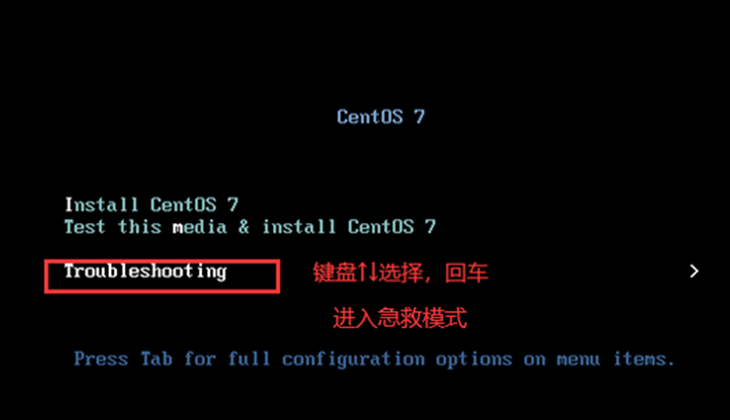 CentOS 7
Install CentOS 7
Test this media & install CentOS 7
Troubleshooting 键盘↑↓选择，回车 >
进入急救模式
Press Tab for full configuration options on menu items.